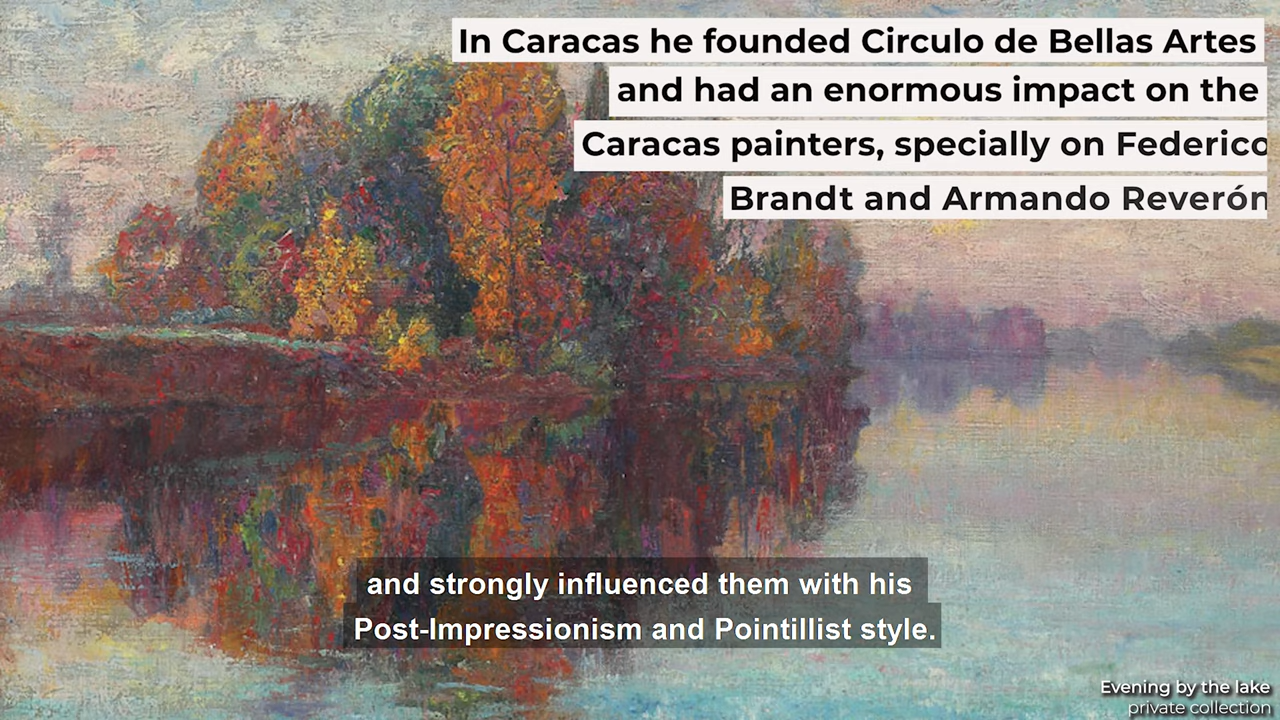 In Caracas he founded Circulo de Bellas Artes
and had an enormous impact on the
Caracas painters, specially on Federico
Brandt and Armando Reverón
and strongly influenced them with his
Post-Impressionism and Pointillist style.
Evening by the lake
private collection